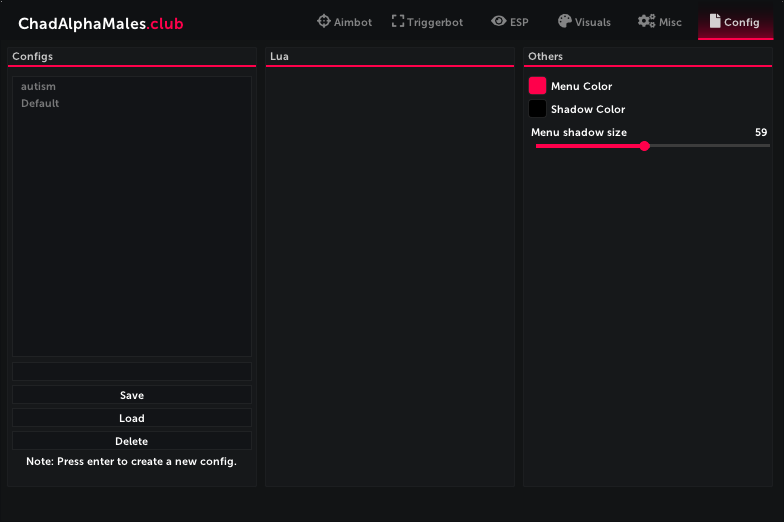 ChadAlphaMales.club
Aimbot
Triggerbot
ESP
Visuals
Misc
Config
Configs
autism
Default
Save
Load
Delete
Note: Press enter to create a new config.
Lua
Others
Menu Color
Shadow Color
Menu shadow size 59